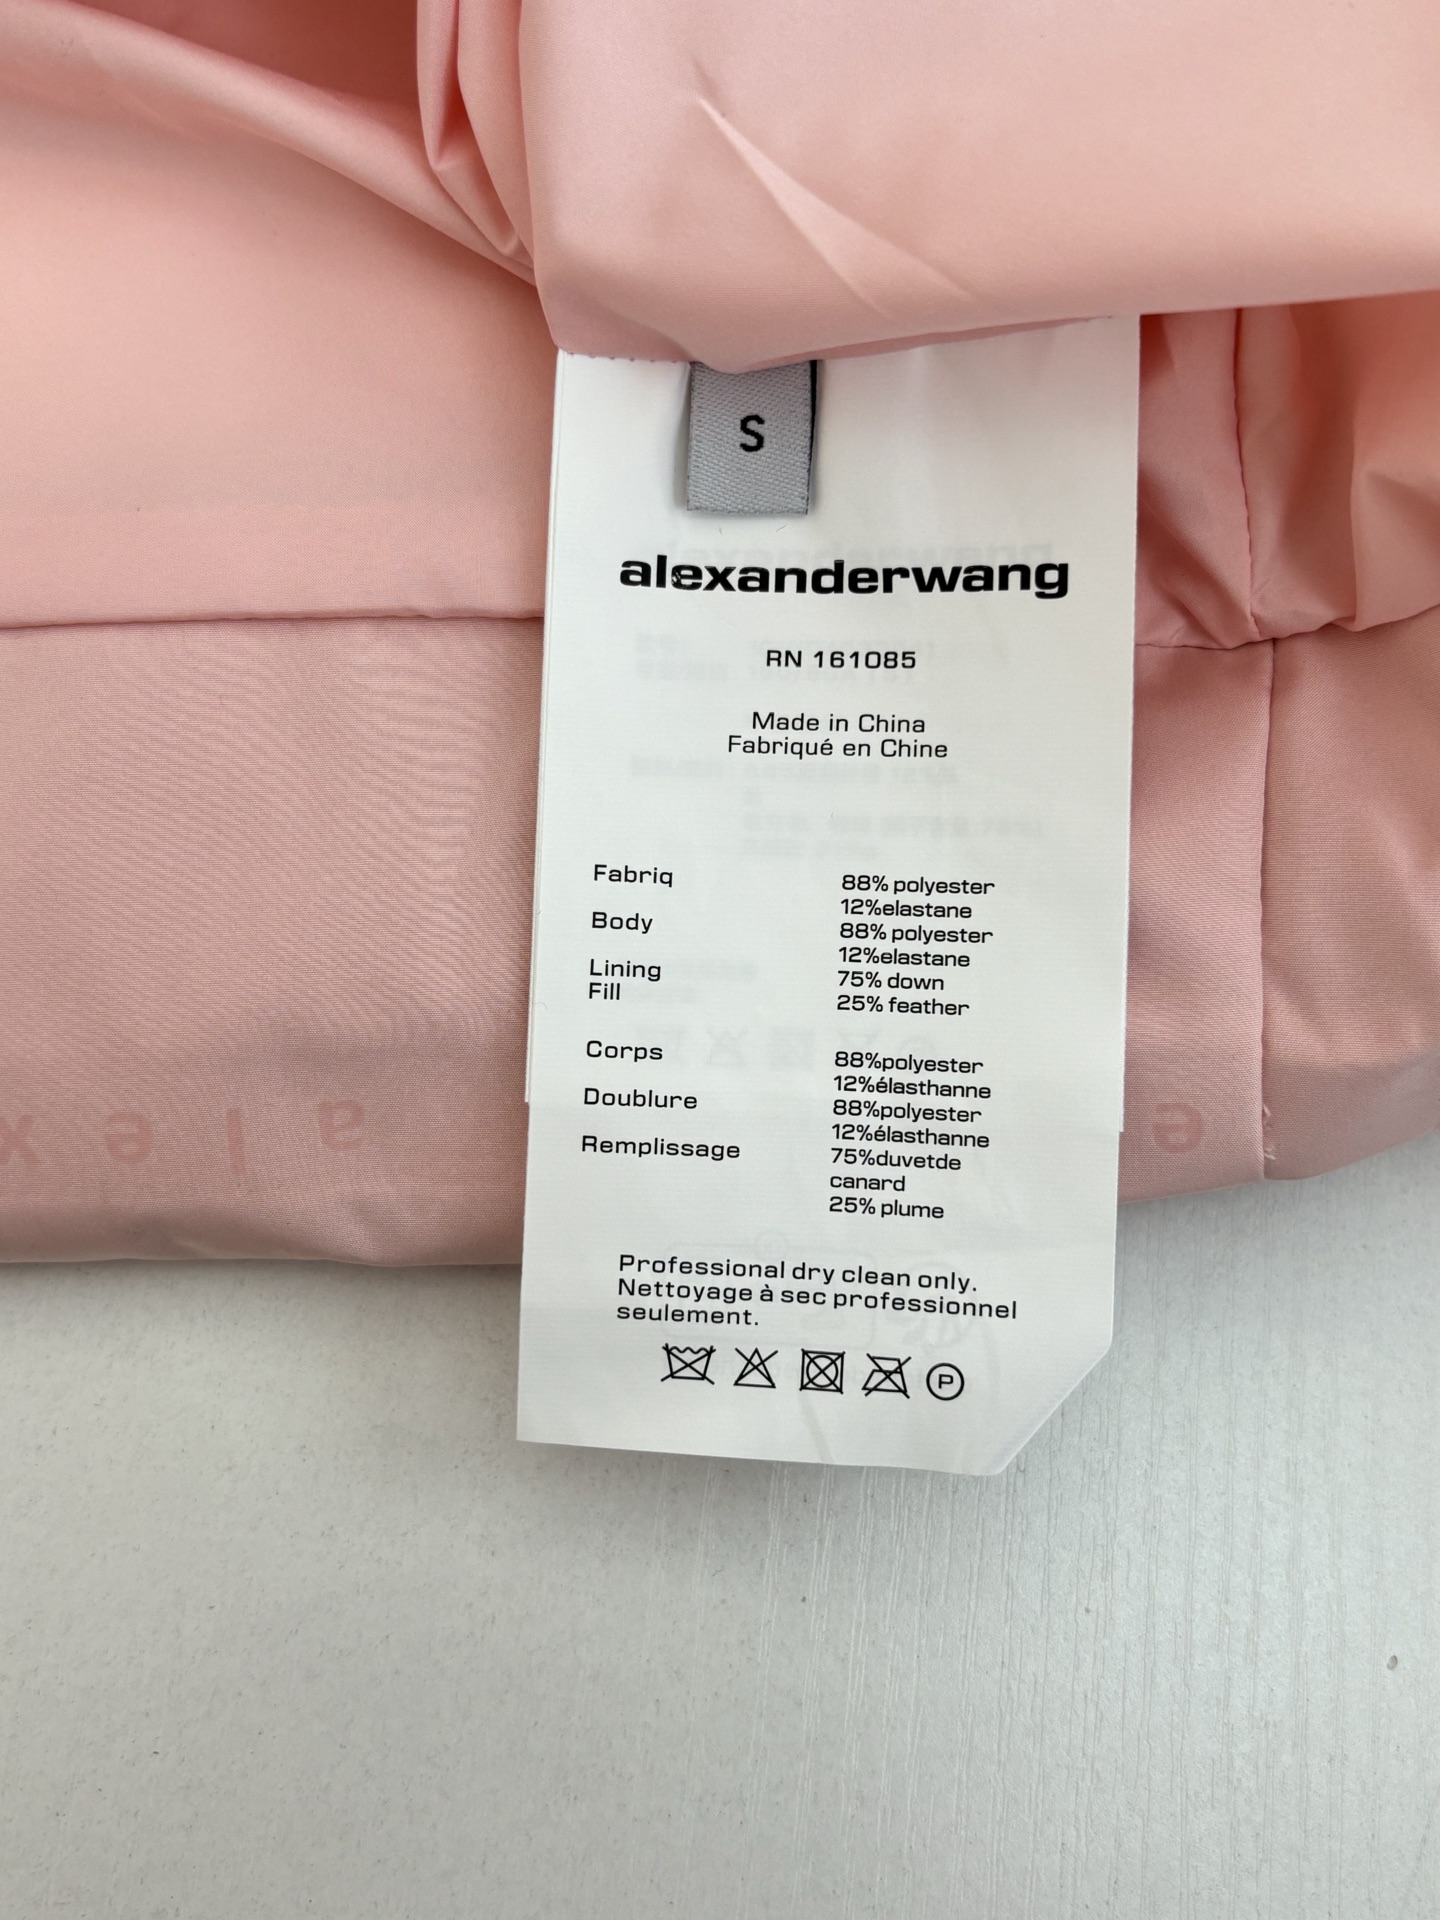 S
alexanderwang
RN 161085
Made in China
Fabriqué en Chine
Fabriq 88% polyester
12%elastane
Body 88% polyester
12%elastane
Lining 75% down
Fill 25% feather
Corps 88%polyester
12%élasthanne
Doublure 88%polyester
12%élasthanne
Remplissage 75%duvetde
canard
25% plume
Professional dry clean only.
Nettoyage à sec professionnel
seulement.
P
a l e x
e